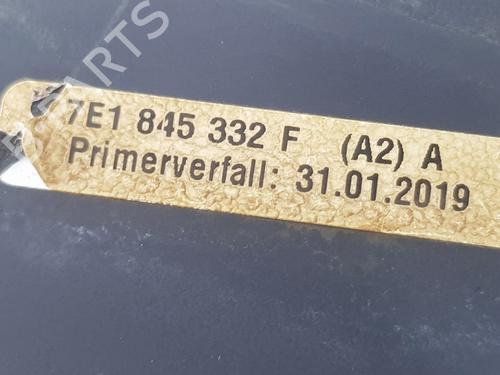 7E1 845 332 F (A2) A
Primerverfall: 31.01.2019